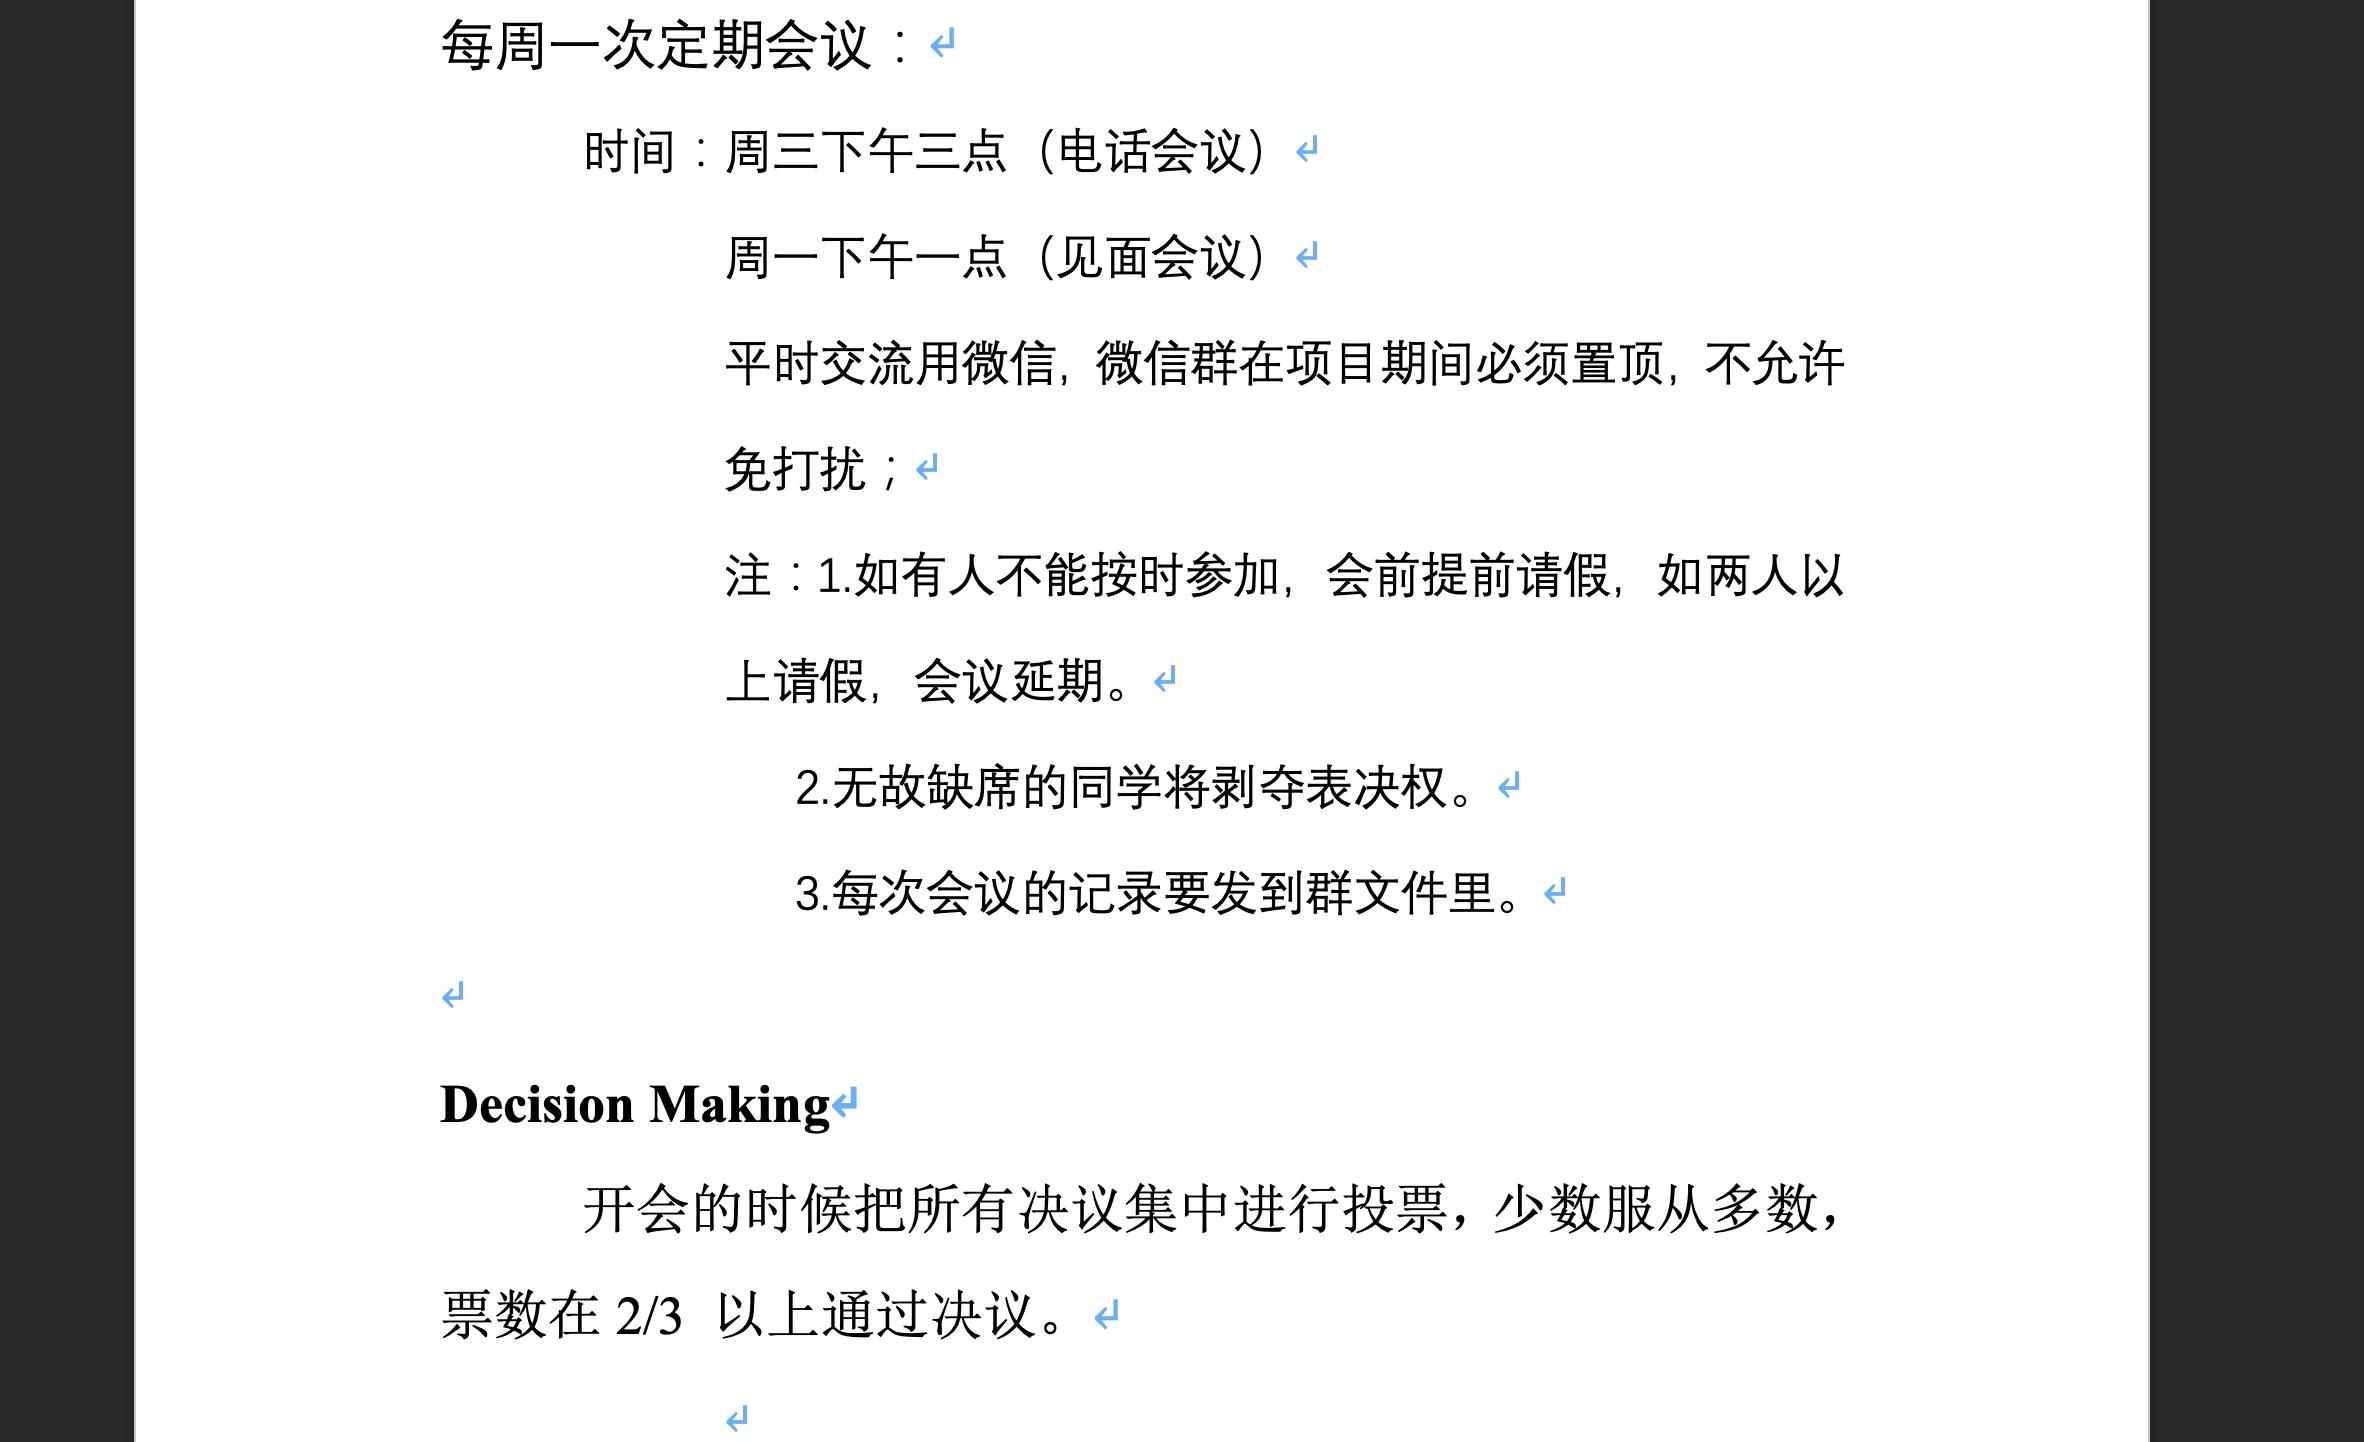 每周一次定期会议：
时间：周三下午三点（电话会议）
周一下午一点（见面会议）
平时交流用微信，微信群在项目期间必须置顶，不允许
免打扰；
注：1.如有人不能按时参加，会前提前请假，如两人以
上请假，会议延期。
2.无故缺席的同学将剥夺表决权。
3.每次会议的记录要发到群文件里。
Decision Making
开会的时候把所有决议集中进行投票，少数服从多数，
票数在 2/3 以上通过决议。